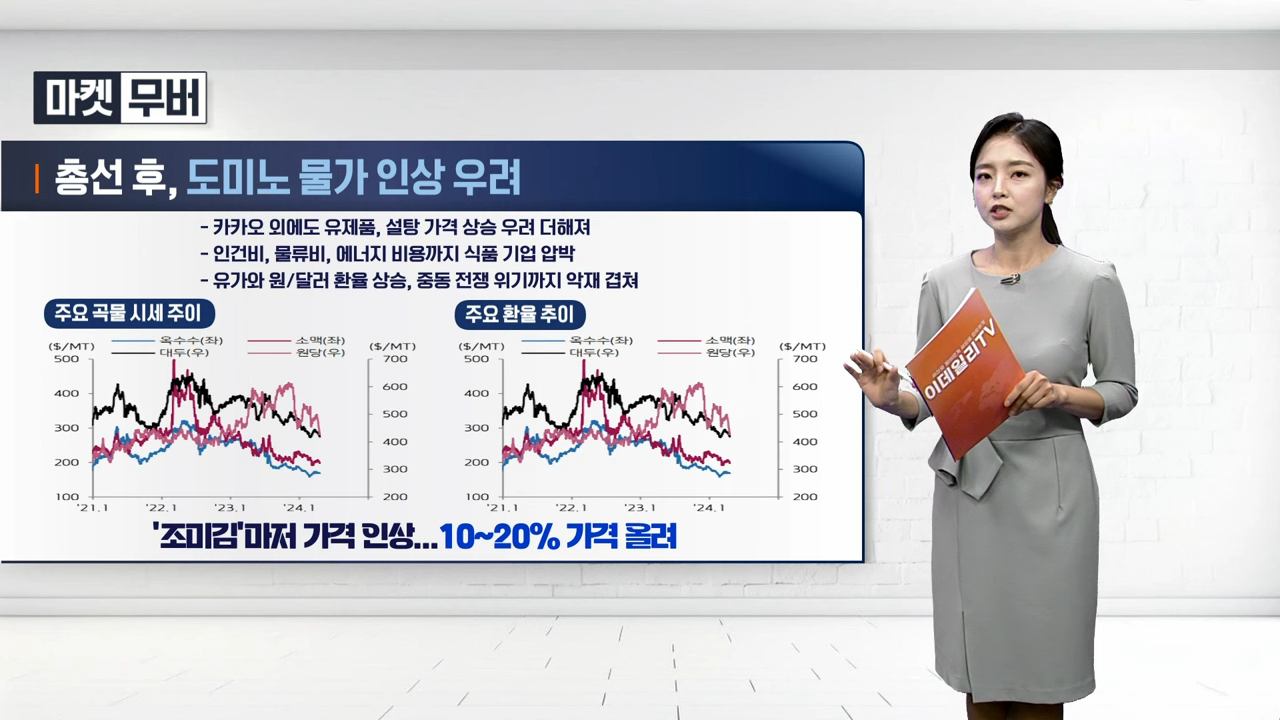 마켓 무버
총선 후, 도미노 물가 인상 우려
- 카카오 외에도 유제품, 설탕 가격 상승 우려 더해져
- 인건비, 물류비, 에너지 비용까지 식품 기업 압박
- 유가와 원/달러 환율 상승, 중동 전쟁 위기까지 악재 겹쳐
주요 곡물 시세 추이
($/MT)
옥수수(좌)
소맥(좌)
대두(우)
원당(우)
($/MT)
500
400
300
200
100
700
600
500
400
300
200
'21.1
'22.1
'23.1
'24.1
주요 환율 추이
($/MT)
옥수수(좌)
소맥(좌)
대두(우)
원당(우)
($/MT)
500
400
300
200
100
700
600
500
400
300
200
'21.1
'22.1
'23.1
'24.1
'조미김'마저 가격 인상...10~20% 가격 올려
이데일리TV